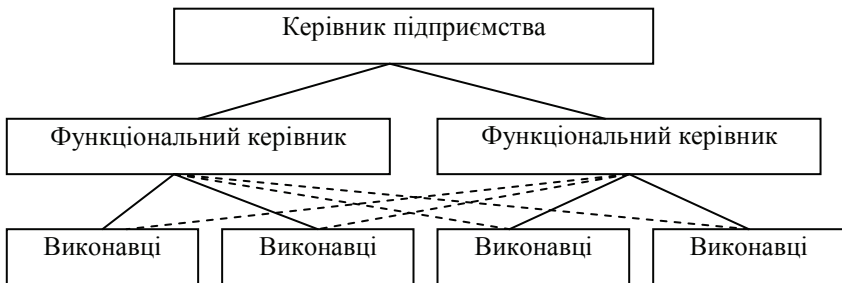 Керівник підприємства
Функціональний керівник
Функціональний керівник
Виконавці
Виконавці
Виконавці
Виконавці